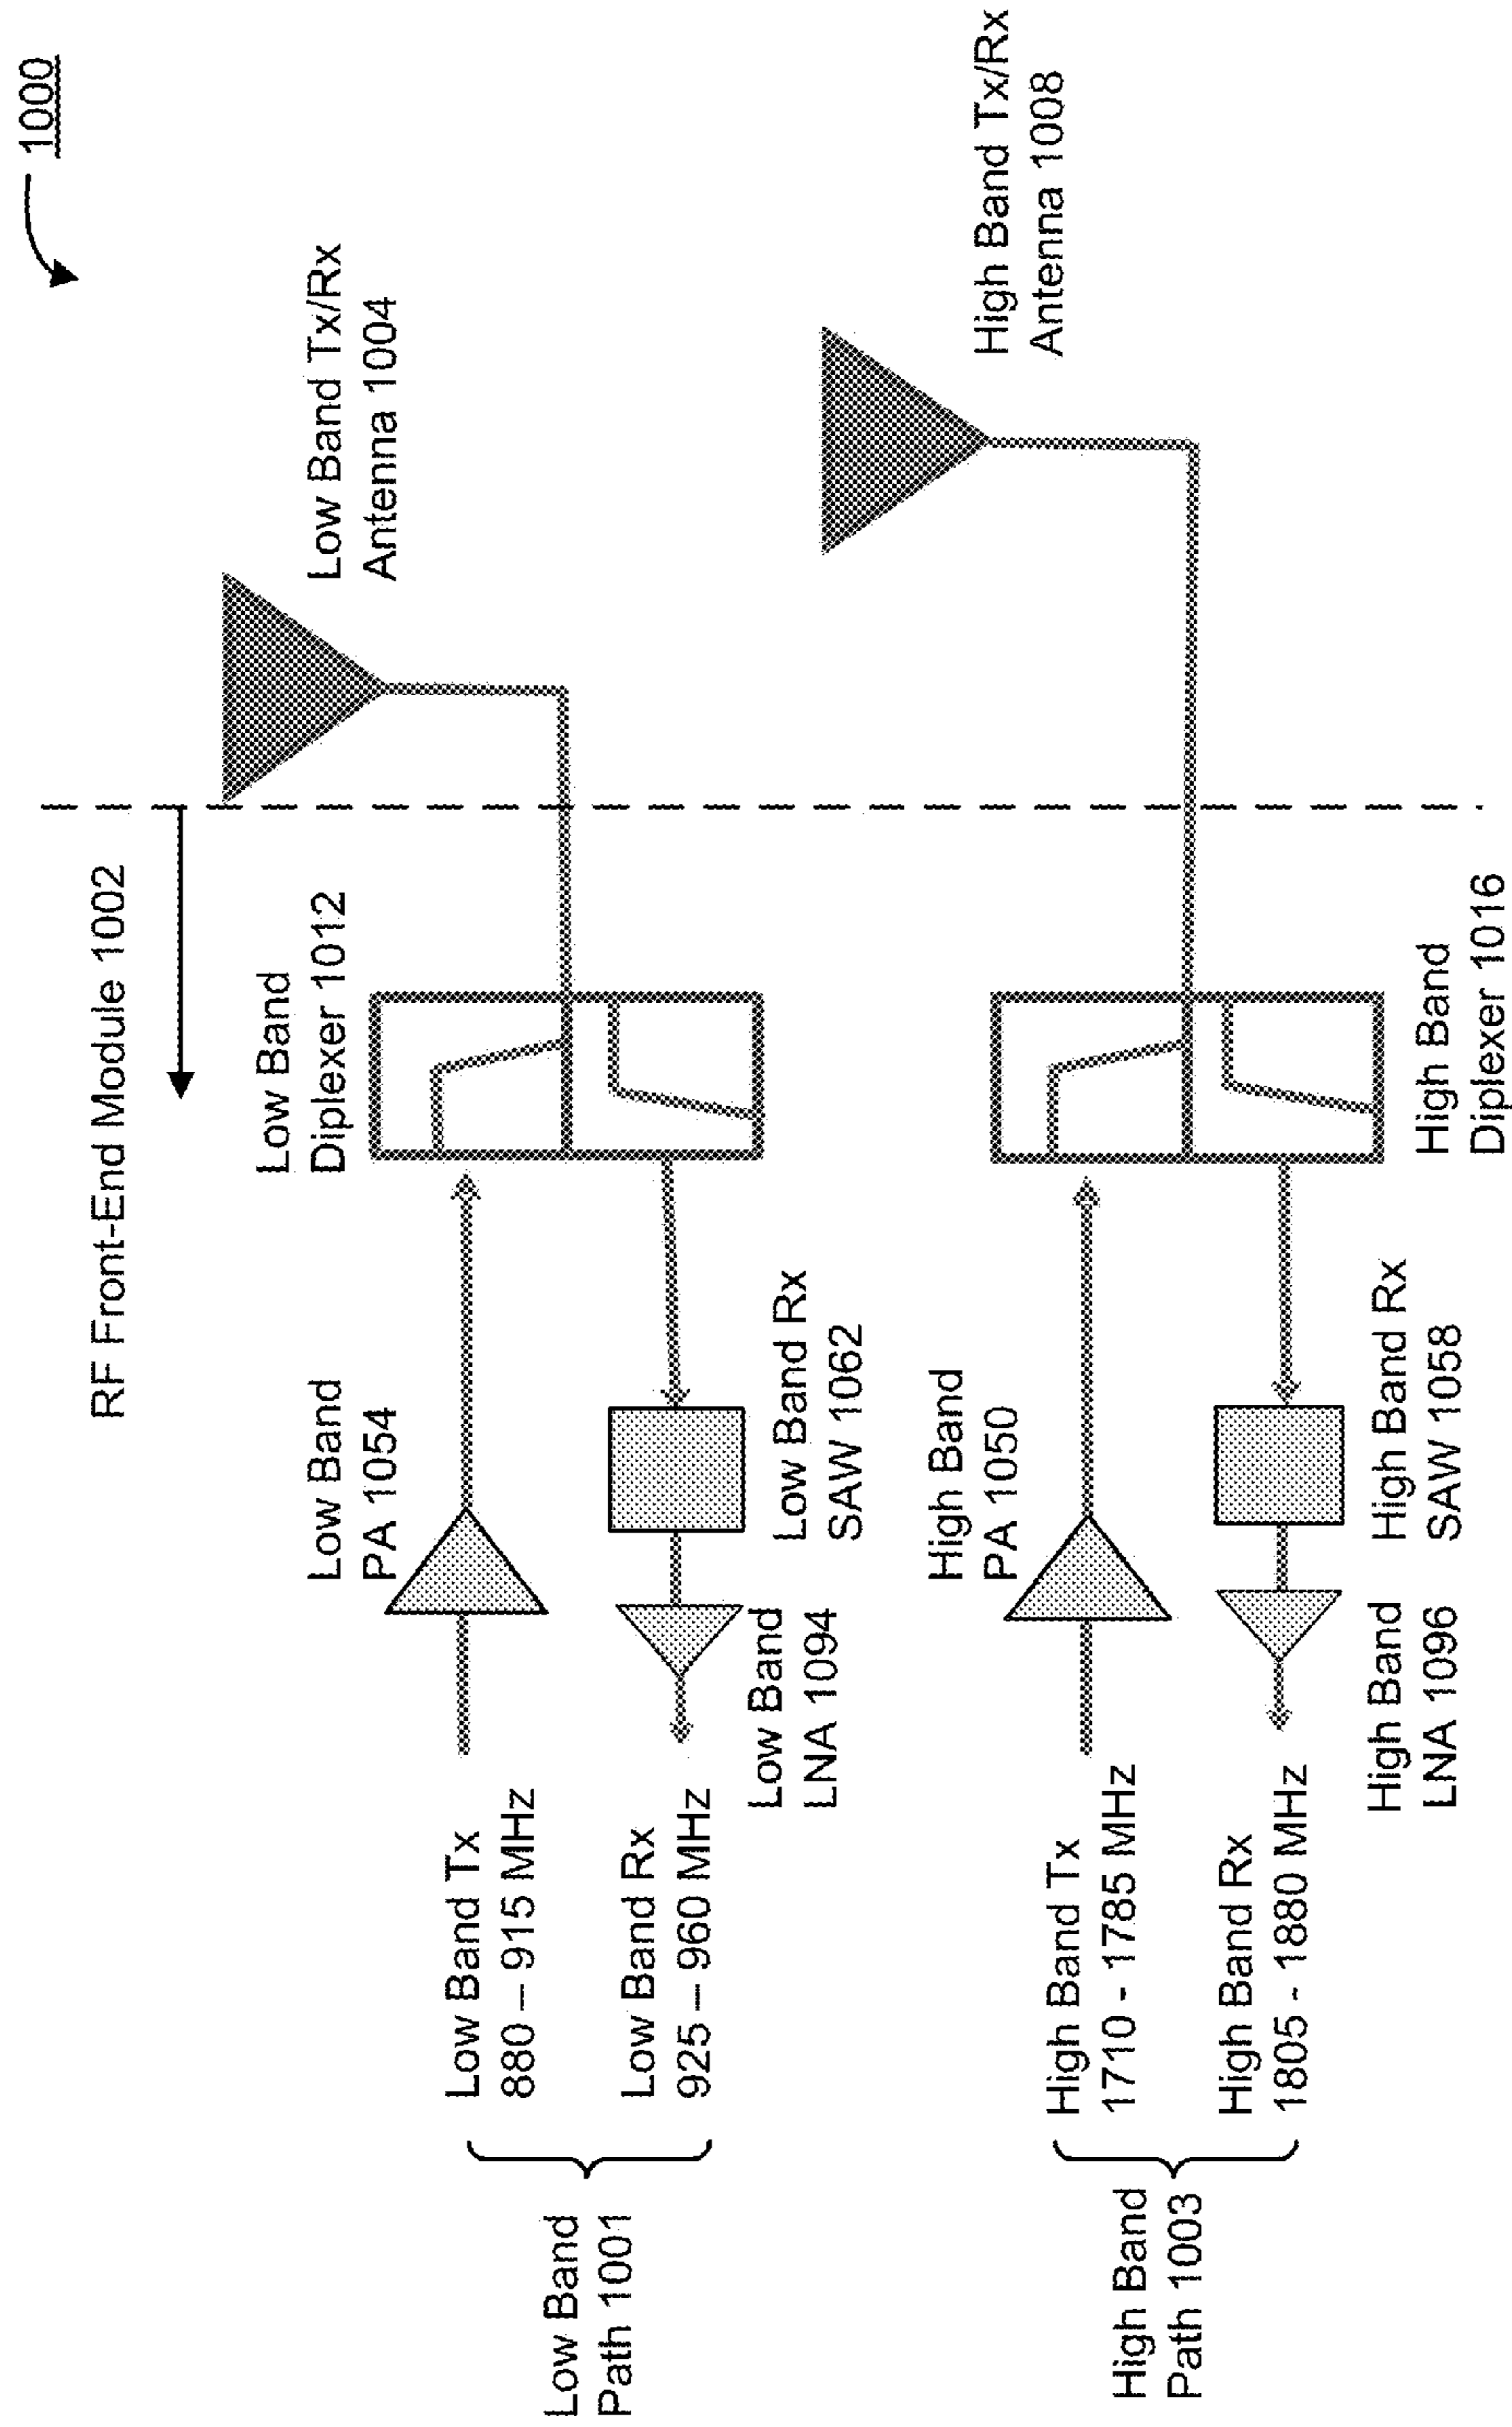 1000
RF Front-End Module 1002
Low Band Tx/Rx
Antenna 1004
Low Band
Diplexer 1012
Low Band
PA 1054
Low Band Tx
880 – 915 MHz
Low Band Rx
925 – 960 MHz
Low Band
Path 1001
Low Band
LNA 1094
Low Band Rx
SAW 1062
High Band Tx/Rx
Antenna 1008
High Band
PA 1050
High Band Tx
1710 - 1785 MHz
High Band Rx
1805 - 1880 MHz
High Band
Path 1003
High Band
LNA 1096
High Band Rx
SAW 1058
High Band
Diplexer 1016